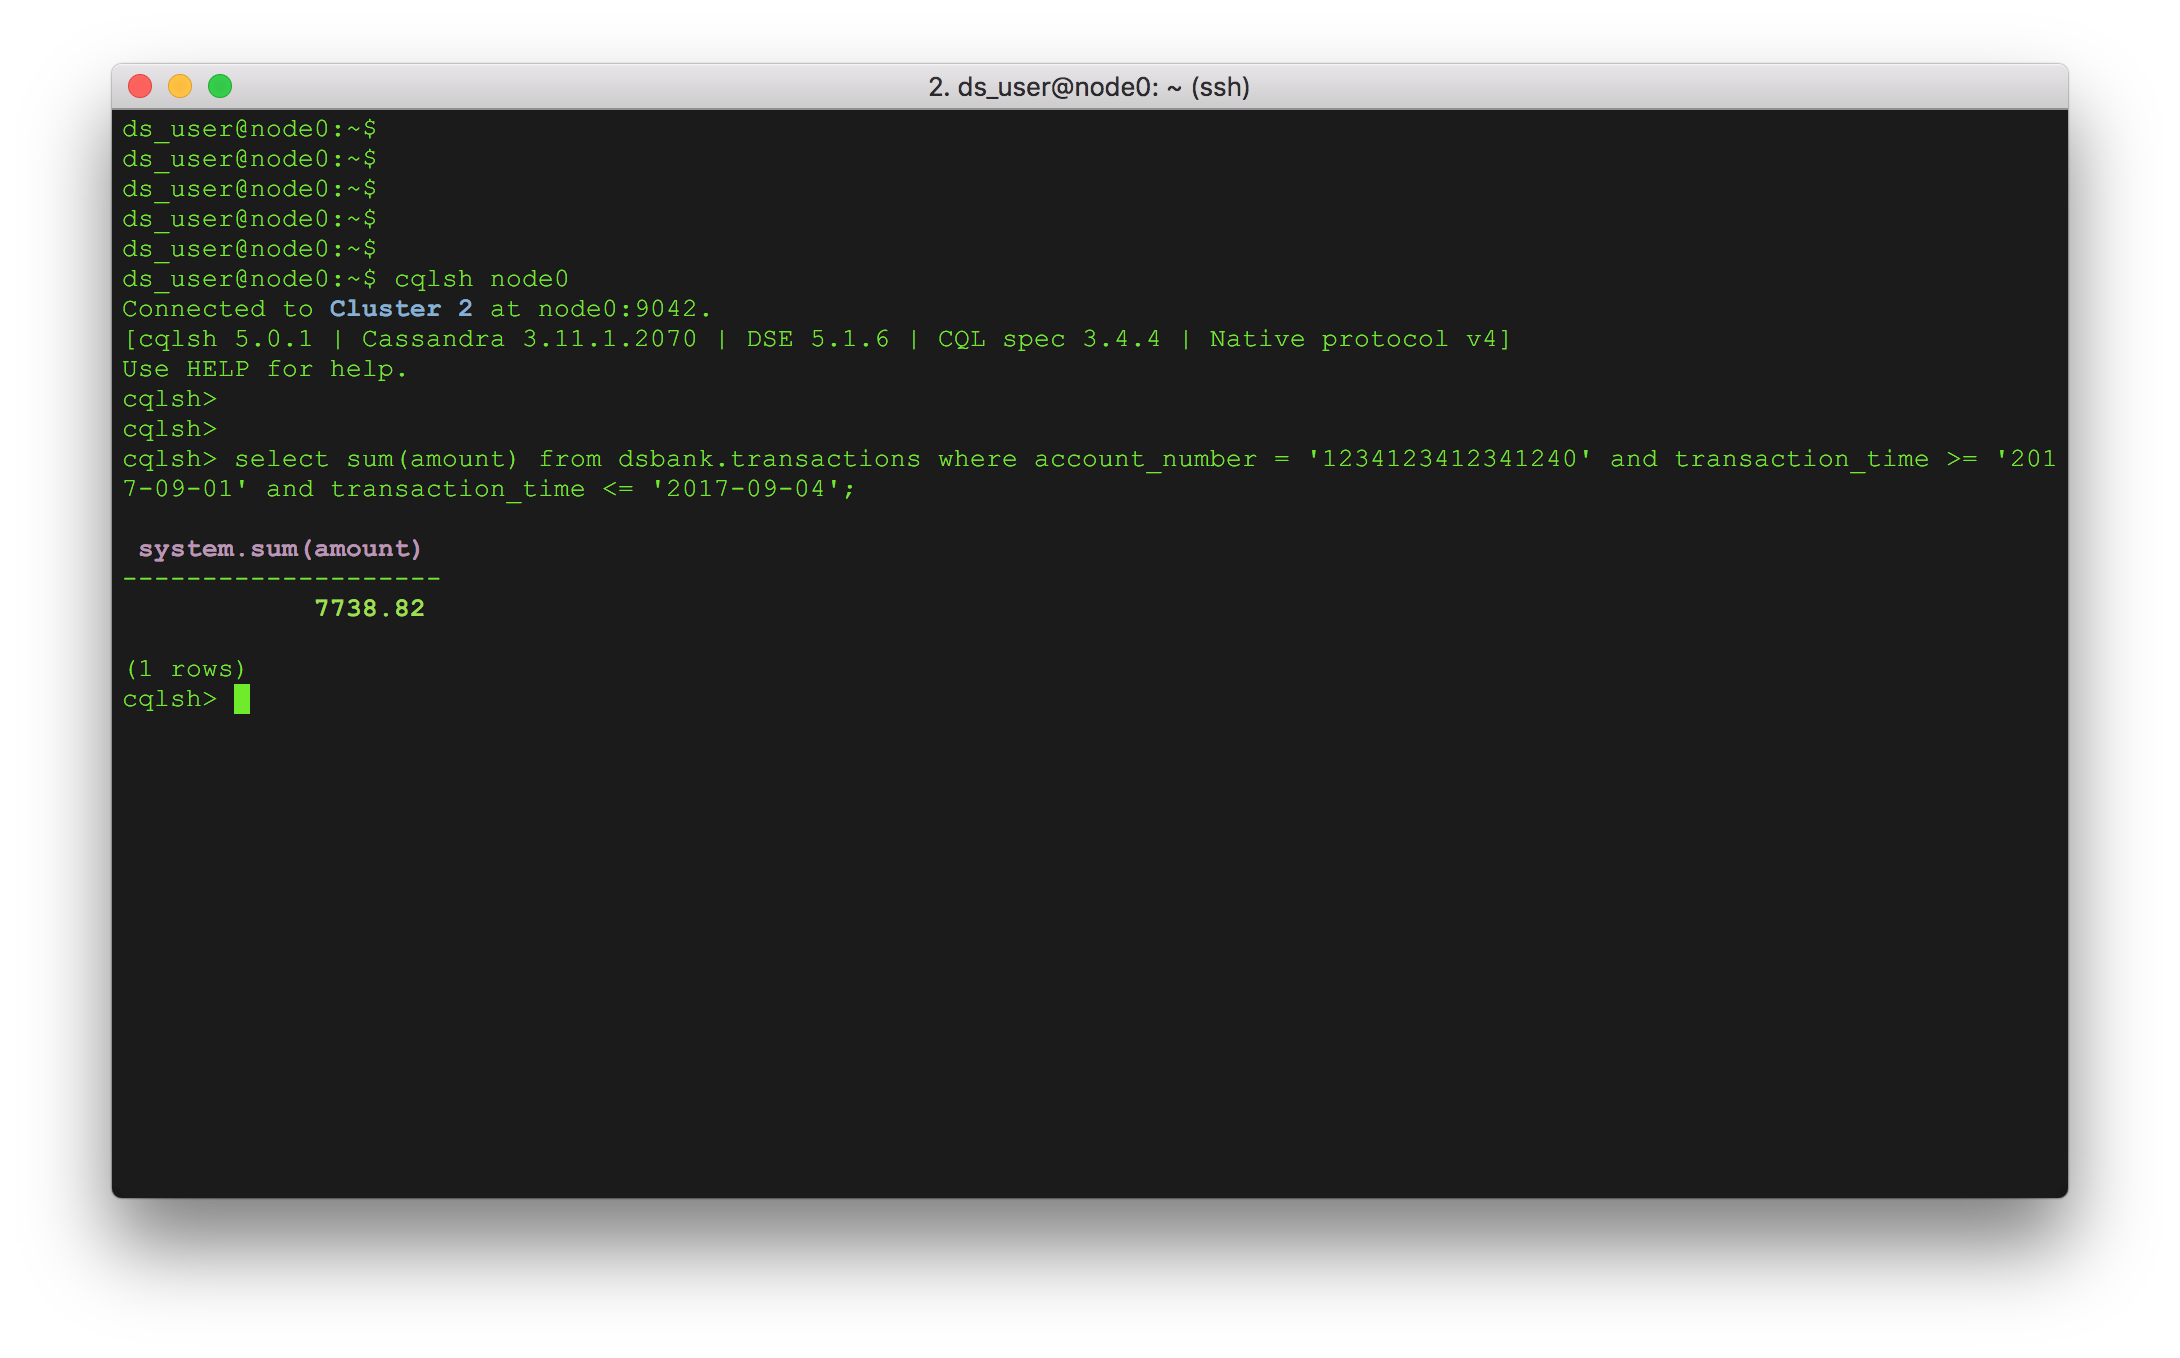 2. ds_user@node0: ~ (ssh)
ds_user@node0:~$
ds_user@node0:~$
ds_user@node0:~$
ds_user@node0:~$
ds_user@node0:~$
ds_user@node0:~$ cqlsh node0
Connected to Cluster 2 at node0:9042.
[cqlsh 5.0.1 | Cassandra 3.11.1.2070 | DSE 5.1.6 | CQL spec 3.4.4 | Native protocol v4]
Use HELP for help.
cqlsh>
cqlsh>
cqlsh> select sum(amount) from dsbank.transactions where account_number = '1234123412341240' and transaction_time >= '201
7-09-01' and transaction_time <= '2017-09-04';
system.sum(amount)
--------------------
7738.82
(1 rows)
cqlsh>